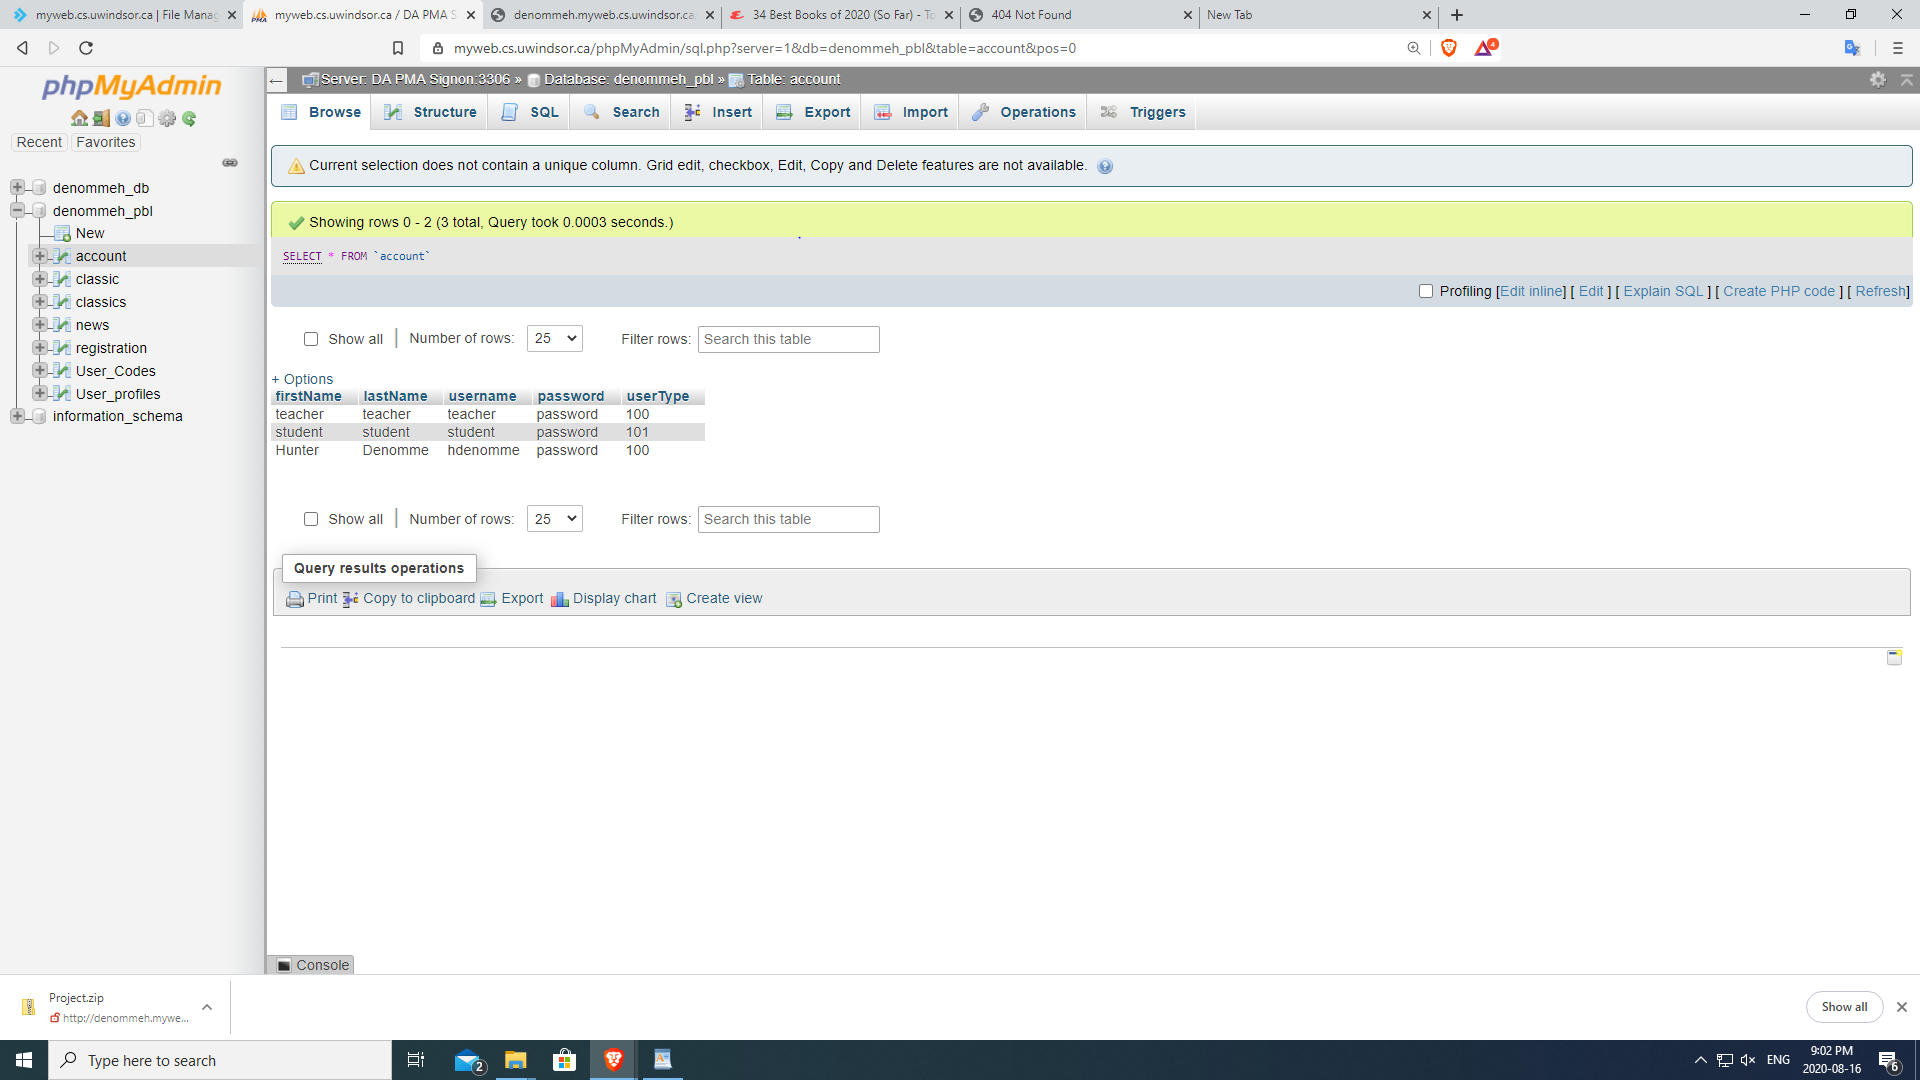 myweb.cs.uwindsor.ca | File Manag
myweb.cs.uwindsor.ca / DA PMA S
denommeh.myweb.cs.uwindsor.ca
34 Best Books of 2020 (So Far) - To
404 Not Found
New Tab
myweb.cs.uwindsor.ca/phpMyAdmin/sql.php?server=1&db=denommeh_pbl&table=account&pos=0
4
phpMyAdmin
Recent Favorites
denommeh_db
denommeh_pbl
New
account
classic
classics
news
registration
User_Codes
User_profiles
information_schema
Server: DA PMA Signon:3306 » Database: denommeh_pbl » Table: account
Browse Structure SQL Search Insert Export Import Operations Triggers
Current selection does not contain a unique column. Grid edit, checkbox, Edit, Copy and Delete features are not available.
Showing rows 0 - 2 (3 total, Query took 0.0003 seconds.)
SELECT * FROM `account`
Profiling [Edit inline] [ Edit ] [ Explain SQL ] [ Create PHP code ] [ Refresh]
Show all | Number of rows: 25 Filter rows: Search this table
+ Options
firstName lastName username password userType
teacher teacher teacher password 100
student student student password 101
Hunter Denomme hdenomme password 100
Show all | Number of rows: 25 Filter rows: Search this table
Query results operations
Print Copy to clipboard Export Display chart Create view
Console
Project.zip
http://denommeh.mywe...
Show all
Type here to search
2
ENG
9:02 PM
2020-08-16
6